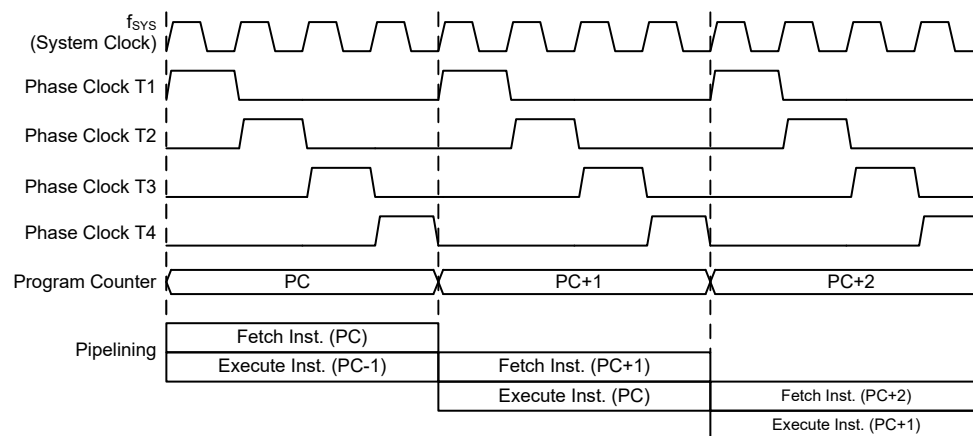 fSYS
(System Clock)
Phase Clock T1
Phase Clock T2
Phase Clock T3
Phase Clock T4
Program Counter PC PC+1 PC+2
Pipelining
Fetch Inst. (PC)
Execute Inst. (PC-1) Fetch Inst. (PC+1)
Execute Inst. (PC) Fetch Inst. (PC+2)
Execute Inst. (PC+1)